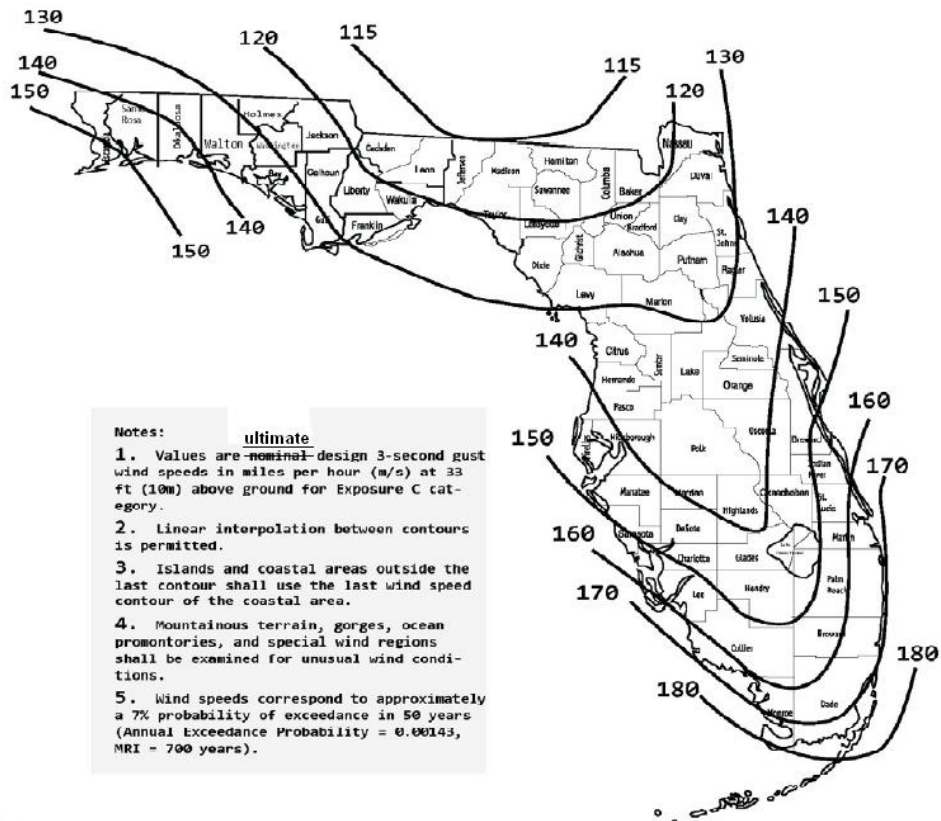 130
120
115
115
130
120
140
150
Santa
Rosa
Okaloosa
Walton
Holmes
Washington
Jackson
Bay
Calhoun
Gulf
Liberty
Franklin
Gadsden
Leon
Wakulla
Jefferson
Madison
Taylor
Hamilton
Suwannee
Lafayette
Columbia
Baker
Nassau
Duval
Union
Bradford
Clay
St.
Johns
Dixie
Gilchrist
Alachua
Putnam
Flagler
150
140
140
150
Levy
Marion
Volusia
140
Citrus
Sumter
Lake
Seminole
Hernando
Orange
Pasco
160
Hillsborough
Polk
Osceola
Brevard
Indian
River
170
150
Manatee
Hardee
Highlands
Okeechobee
St.
Lucie
Sarasota
DeSoto
Martin
160
Charlotte
Glades
170
Lee
Hendry
Palm
Beach
Collier
Broward
180
180
Monroe
Dade
Notes:
ultimate
1. Values are nominal design 3-second gust
wind speeds in miles per hour (m/s) at 33
ft (10m) above ground for Exposure C cat-
egory.
2. Linear interpolation between contours
is permitted.
3. Islands and coastal areas outside the
last contour shall use the last wind speed
contour of the coastal area.
4. Mountainous terrain, gorges, ocean
promontories, and special wind regions
shall be examined for unusual wind condi-
tions.
5. Wind speeds correspond to approximately
a 7% probability of exceedance in 50 years
(Annual Exceedance Probability = 0.00143,
MRI = 700 years).